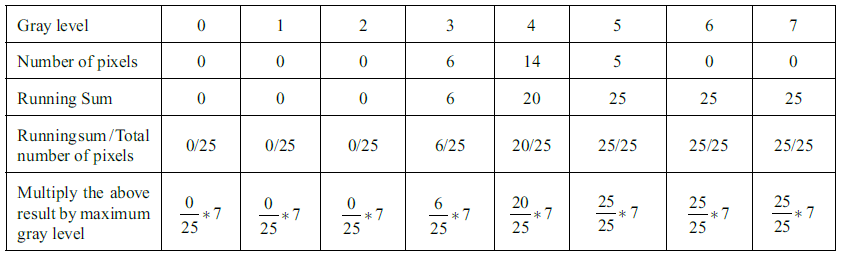 Gray level 0 1 2 3 4 5 6 7
Number of pixels 0 0 0 6 14 5 0 0
Running Sum 0 0 0 6 20 25 25 25
Runningsum/Total
number of pixels 0/25 0/25 0/25 6/25 20/25 25/25 25/25 25/25
Multiply the above
result by maximum
gray level 0/25 * 7 0/25 * 7 0/25 * 7 6/25 * 7 20/25 * 7 25/25 * 7 25/25 * 7 25/25 * 7